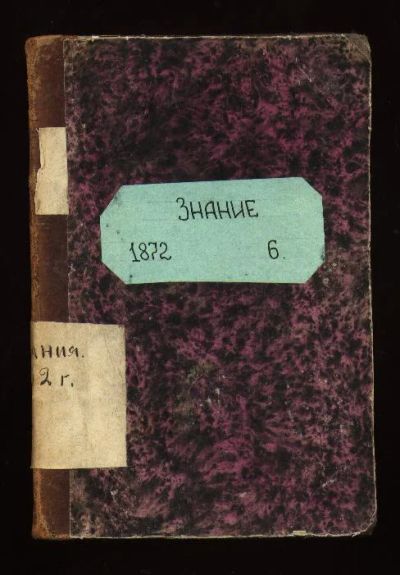 ЗНАНИЕ
1872 6.
ния.
2 г.